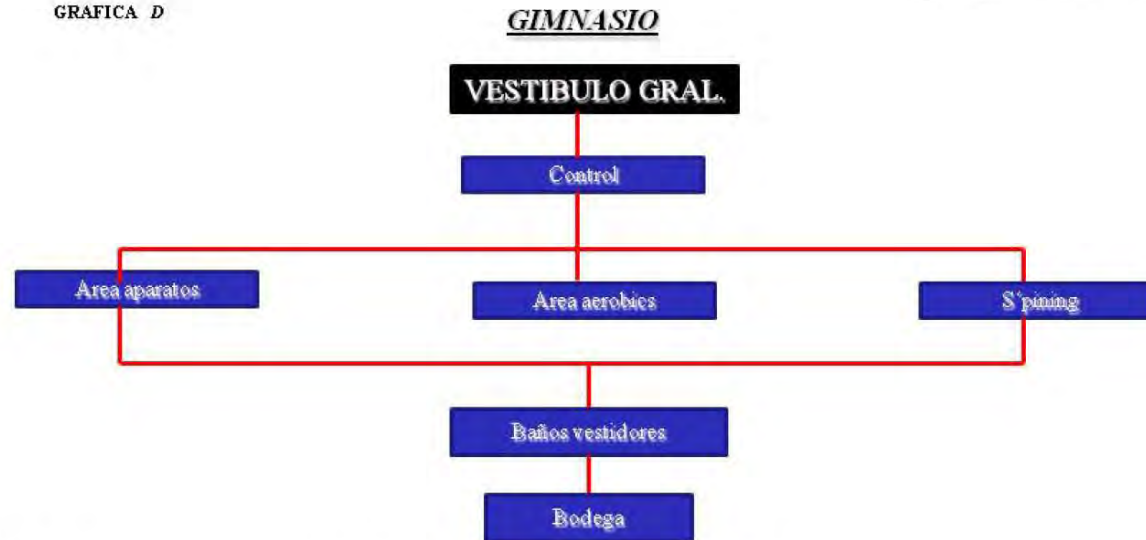 GRAFICA D
GIMNASIO
VESTIBULO GRAL.
Control
Area aparatos
Area aerobics
S´pining
Baños vestidores
Bodega